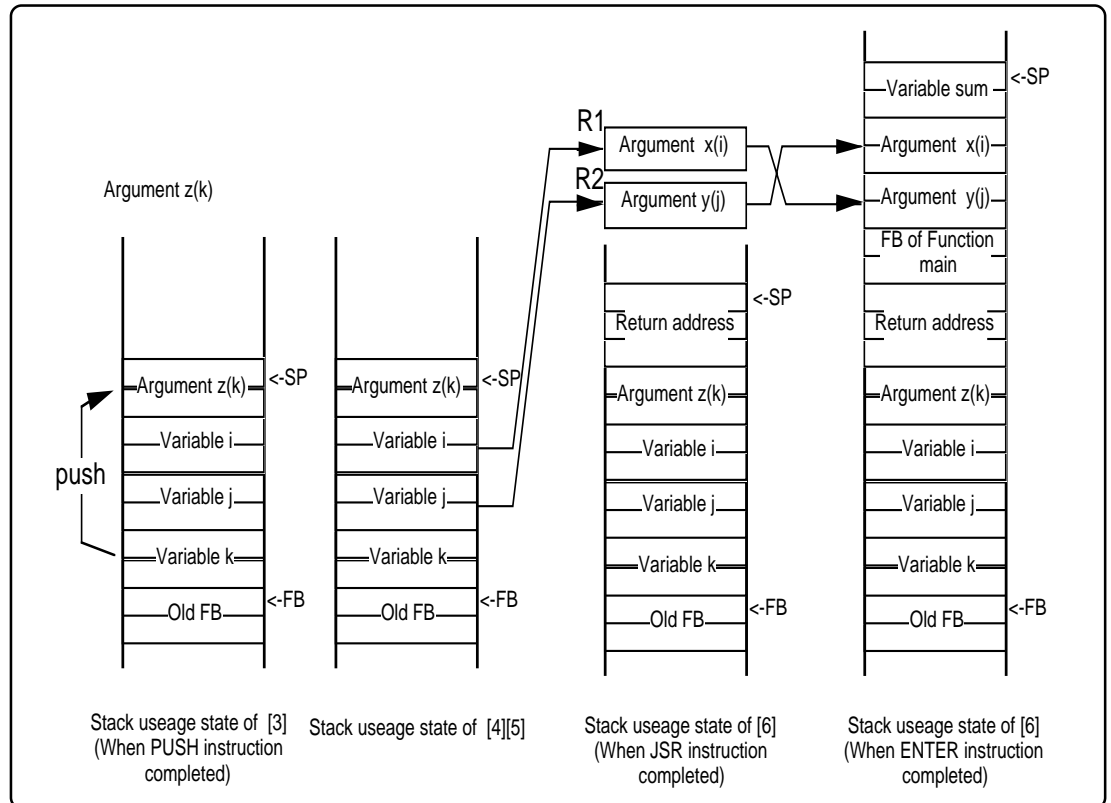 Argument z(k)
push
Argument z(k)
<-SP
Variable i
Variable j
Variable k
Old FB
<-FB
Stack useage state of [3]
(When PUSH instruction
completed)
Argument z(k)
<-SP
Variable i
Variable j
Variable k
Old FB
<-FB
Stack useage state of [4][5]
R1
Argument x(i)
R2
Argument y(j)
<-SP
Return address
Argument z(k)
Variable i
Variable j
Variable k
Old FB
<-FB
Stack useage state of [6]
(When JSR instruction
completed)
Variable sum
<-SP
Argument x(i)
Argument y(j)
FB of Function
main
Return address
Argument z(k)
Variable i
Variable j
Variable k
Old FB
<-FB
Stack useage state of [6]
(When ENTER instruction
completed)